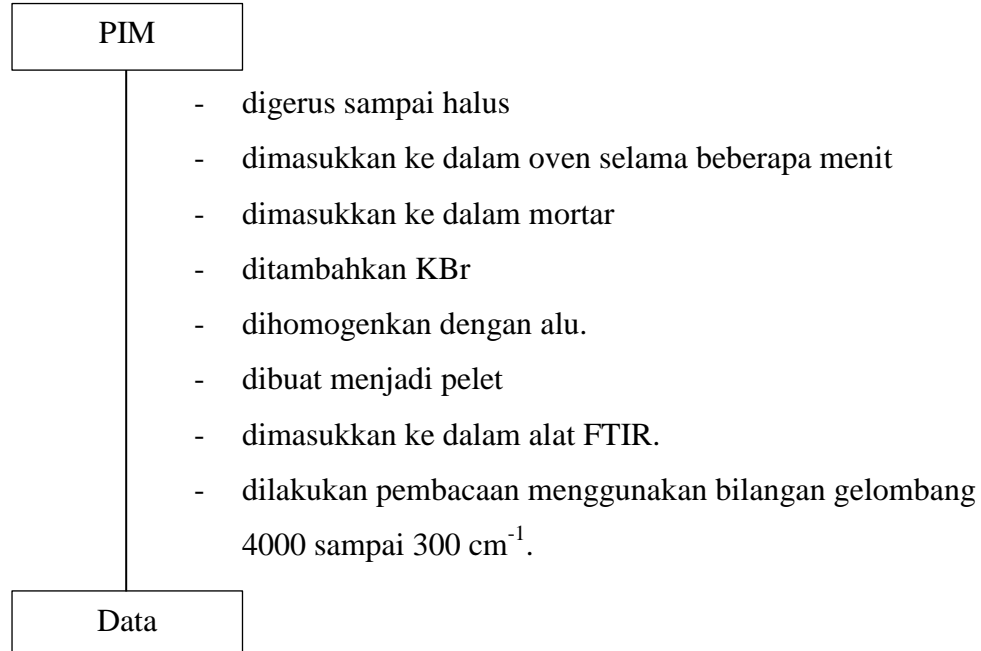 PIM
- digerus sampai halus
- dimasukkan ke dalam oven selama beberapa menit
- dimasukkan ke dalam mortar
- ditambahkan KBr
- dihomogenkan dengan alu.
- dibuat menjadi pelet
- dimasukkan ke dalam alat FTIR.
- dilakukan pembacaan menggunakan bilangan gelombang
4000 sampai 300 cm⁻¹.
Data